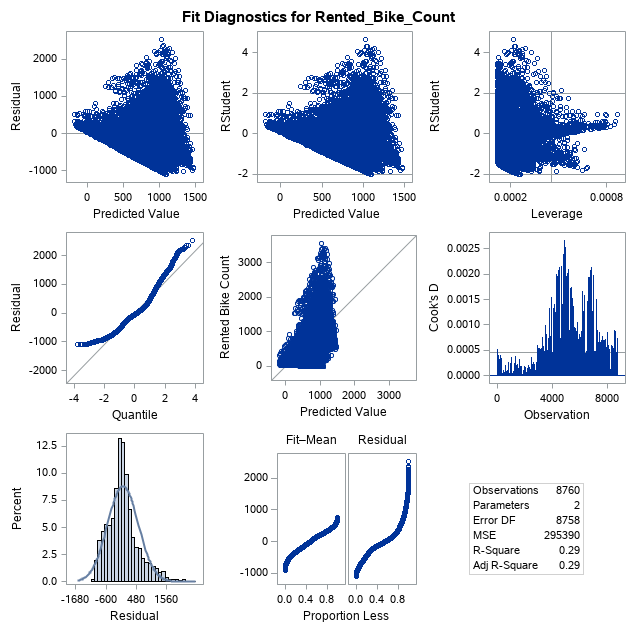 Fit Diagnostics for Rented_Bike_Count
2000
1000
0
-1000
Residual
0 500 1000 1500
Predicted Value
4
2
0
-2
RStudent
0 500 1000 1500
Predicted Value
4
2
0
-2
RStudent
0.0002 0.0008
Leverage
2000
1000
0
-1000
-2000
Residual
-4 -2 0 2 4
Quantile
3000
2000
1000
0
Rented Bike Count
0 1000 2000 3000
Predicted Value
0.0025
0.0020
0.0015
0.0010
0.0005
0.0000
Cook's D
0 4000 8000
Observation
12.5
10.0
7.5
5.0
2.5
0.0
Percent
-1680 -600 480 1560
Residual
Fit–Mean Residual
2000
1000
0
-1000
0.0 0.4 0.8 0.0 0.4 0.8
Proportion Less
Observations 8760
Parameters 2
Error DF 8758
MSE 295390
R-Square 0.29
Adj R-Square 0.29